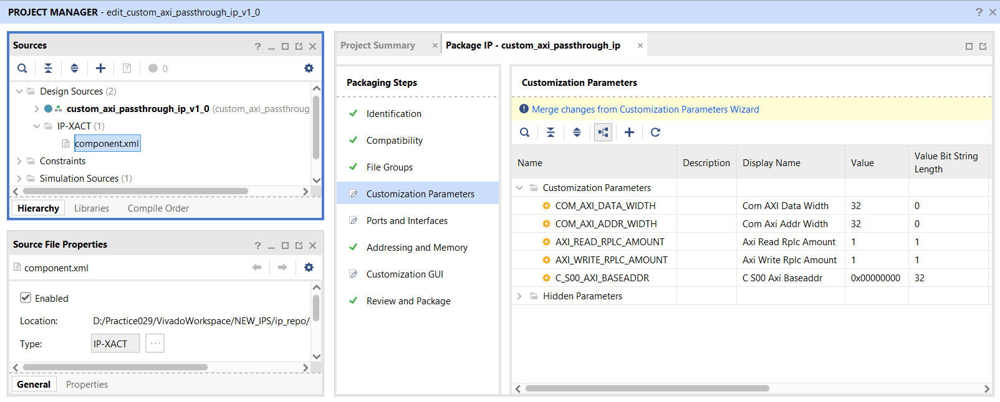 PROJECT MANAGER - edit_custom_axi_passthrough_ip_v1_0
Sources
0
Design Sources (2)
custom_axi_passthrough_ip_v1_0 (custom_axi_passthroug
IP-XACT (1)
component.xml
Constraints
Simulation Sources (1)
Hierarchy Libraries Compile Order
Source File Properties
component.xml
Enabled
Location: D:/Practice029/VivadoWorkspace/NEW_IPS/ip_repo/
Type: IP-XACT ...
General Properties
Project Summary × Package IP - custom_axi_passthrough_ip ×
Packaging Steps
Identification
Compatibility
File Groups
Customization Parameters
Ports and Interfaces
Addressing and Memory
Customization GUI
Review and Package
Customization Parameters
Merge changes from Customization Parameters Wizard
Name Description Display Name Value Value Bit String Length
Customization Parameters
COM_AXI_DATA_WIDTH Com AXI Data Width 32 0
COM_AXI_ADDR_WIDTH Com Axi Addr Width 32 0
AXI_READ_RPLC_AMOUNT Axi Read Rplc Amount 1 1
AXI_WRITE_RPLC_AMOUNT Axi Write Rplc Amount 1 1
C_S00_AXI_BASEADDR C S00 Axi Baseaddr 0x00000000 32
Hidden Parameters